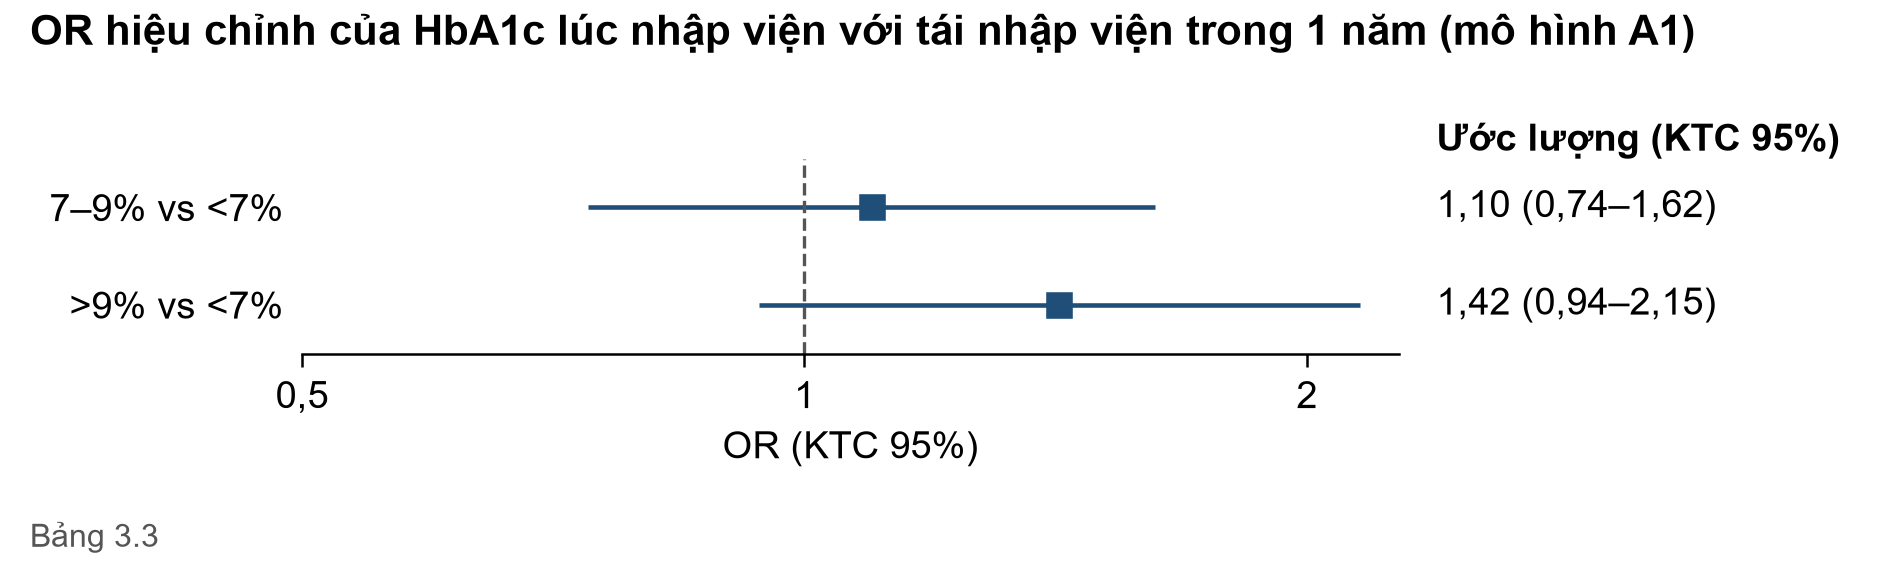 OR hiệu chỉnh của HbA1c lúc nhập viện với tái nhập viện trong 1 năm (mô hình A1)
Ước lượng (KTC 95%)
7–9% vs <7% 1,10 (0,74–1,62)
>9% vs <7% 1,42 (0,94–2,15)
0,5 1 2
OR (KTC 95%)
Bảng 3.3